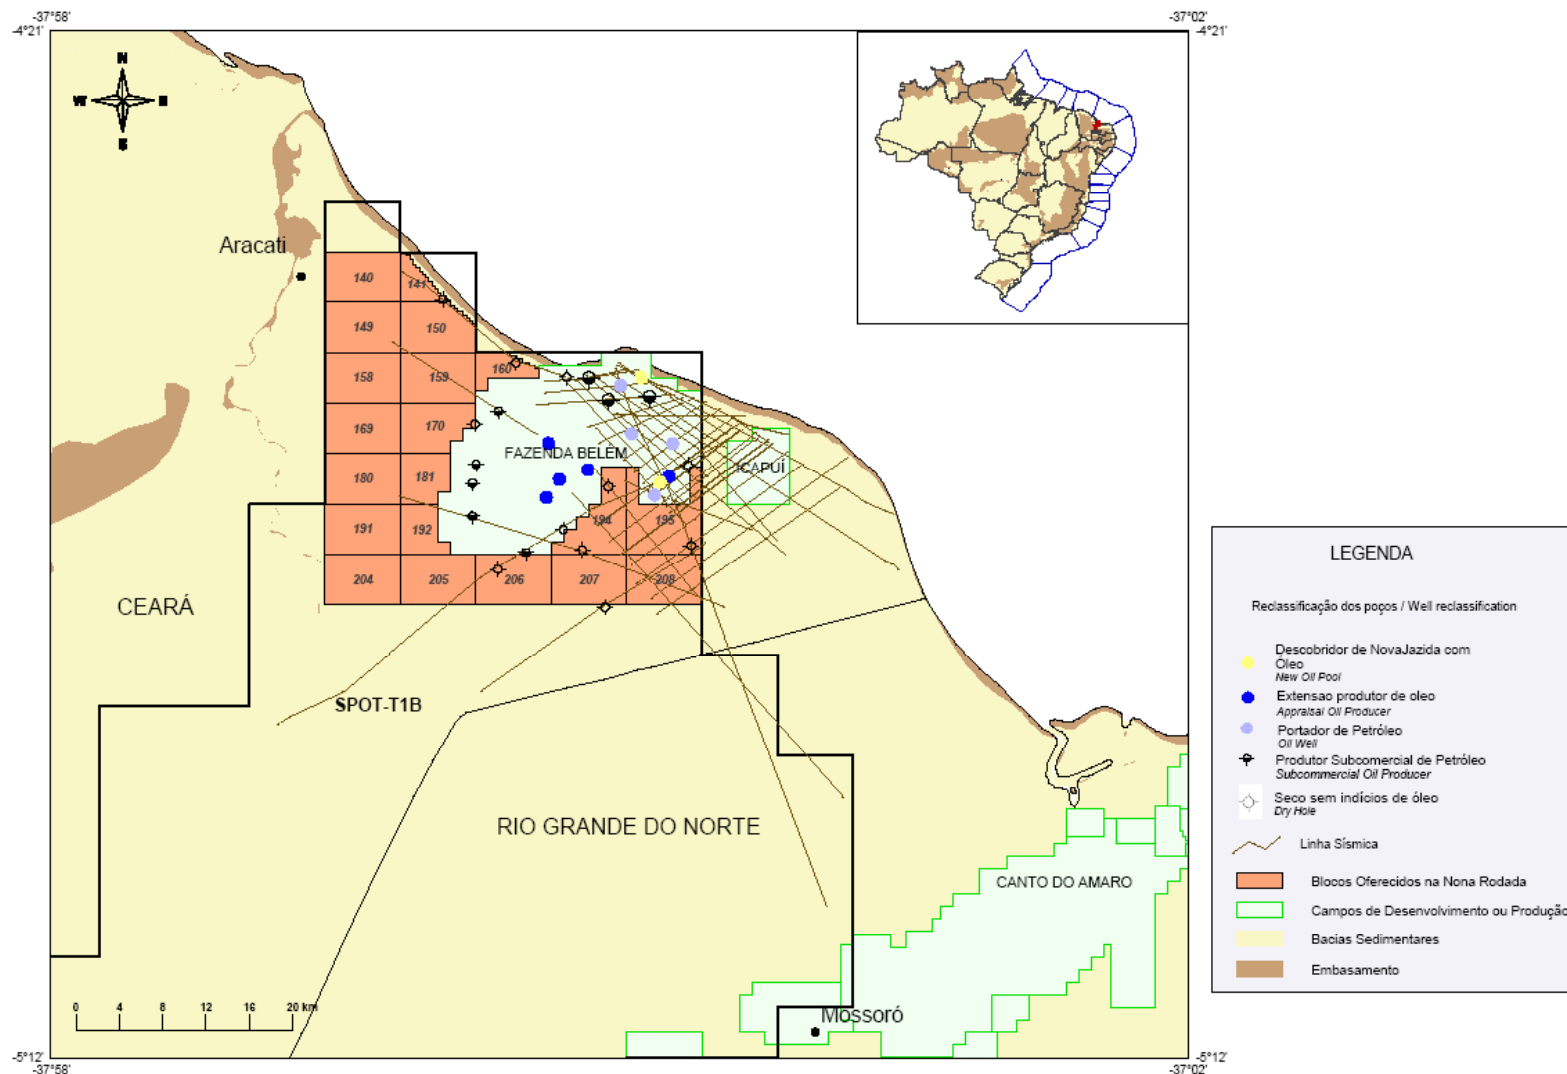 -37°58'
-37°02'
-4°21'
-4°21'
N
W
E
S
Aracati
140
141
149
150
158
159
160
169
170
FAZENDA BELÉM
ICAPUÍ
180
181
191
192
194
195
204
205
206
207
208
CEARÁ
SPOT-T1B
RIO GRANDE DO NORTE
CANTO DO AMARO
Mossoró
0 4 8 12 16 20 km
-5°12'
-5°12'
-37°58'
-37°02'
LEGENDA
Reclassificação dos poços / Well reclassification
Descobridor de NovaJazida com
Óleo
New Oil Pool
Extensao produtor de oleo
Appraisal Oil Producer
Portador de Petróleo
Oil Well
Produtor Subcomercial de Petróleo
Subcommercial Oil Producer
Seco sem indícios de óleo
Dry Hole
Linha Sísmica
Blocos Oferecidos na Nona Rodada
Campos de Desenvolvimento ou Produção
Bacias Sedimentares
Embasamento